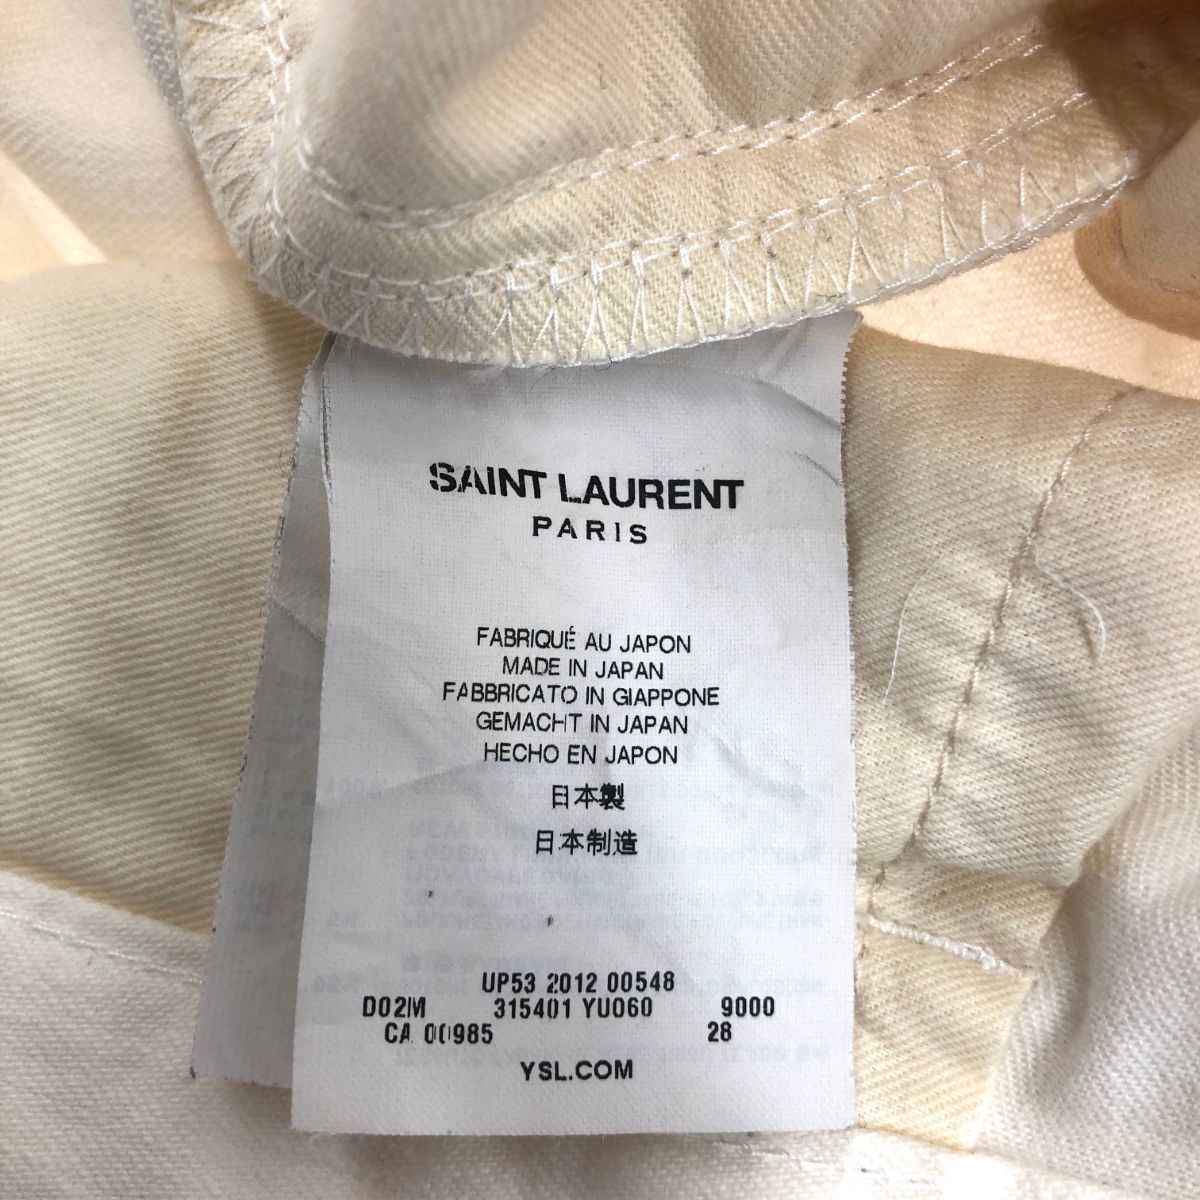 SAINT LAURENT
PARIS
FABRIQUÉ AU JAPON
MADE IN JAPAN
FABBRICATO IN GIAPPONE
GEMACHT IN JAPAN
HECHO EN JAPON
日本製
日本制造
UP53 2012 00548
D02M 315401 YU060 9000
CA 00985 28
YSL.COM